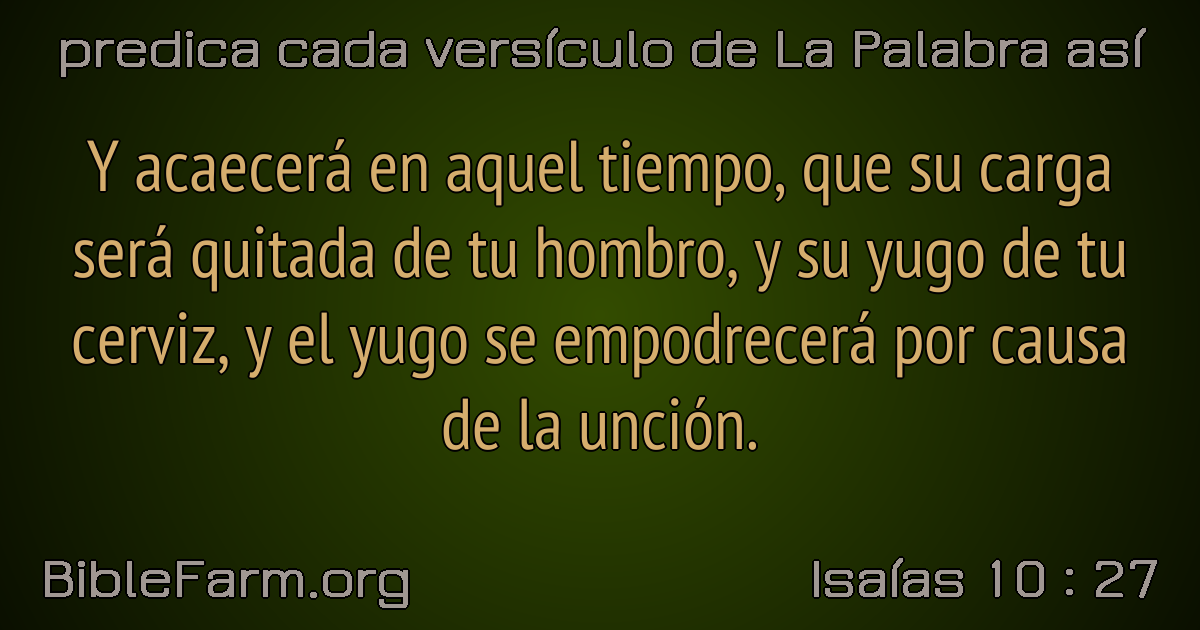 predica cada versículo de La Palabra así
Y acaecerá en aquel tiempo, que su carga
será quitada de tu hombro, y su yugo de tu
cerviz, y el yugo se empodrecerá por causa
de la unción.
BibleFarm.org
Isaías 10 : 27